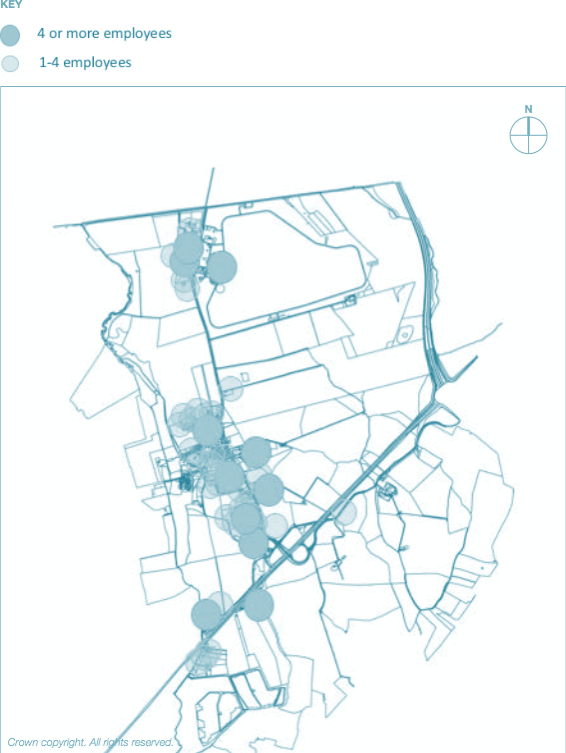 KEY
4 or more employees
1-4 employees
N
Crown copyright. All rights reserved.